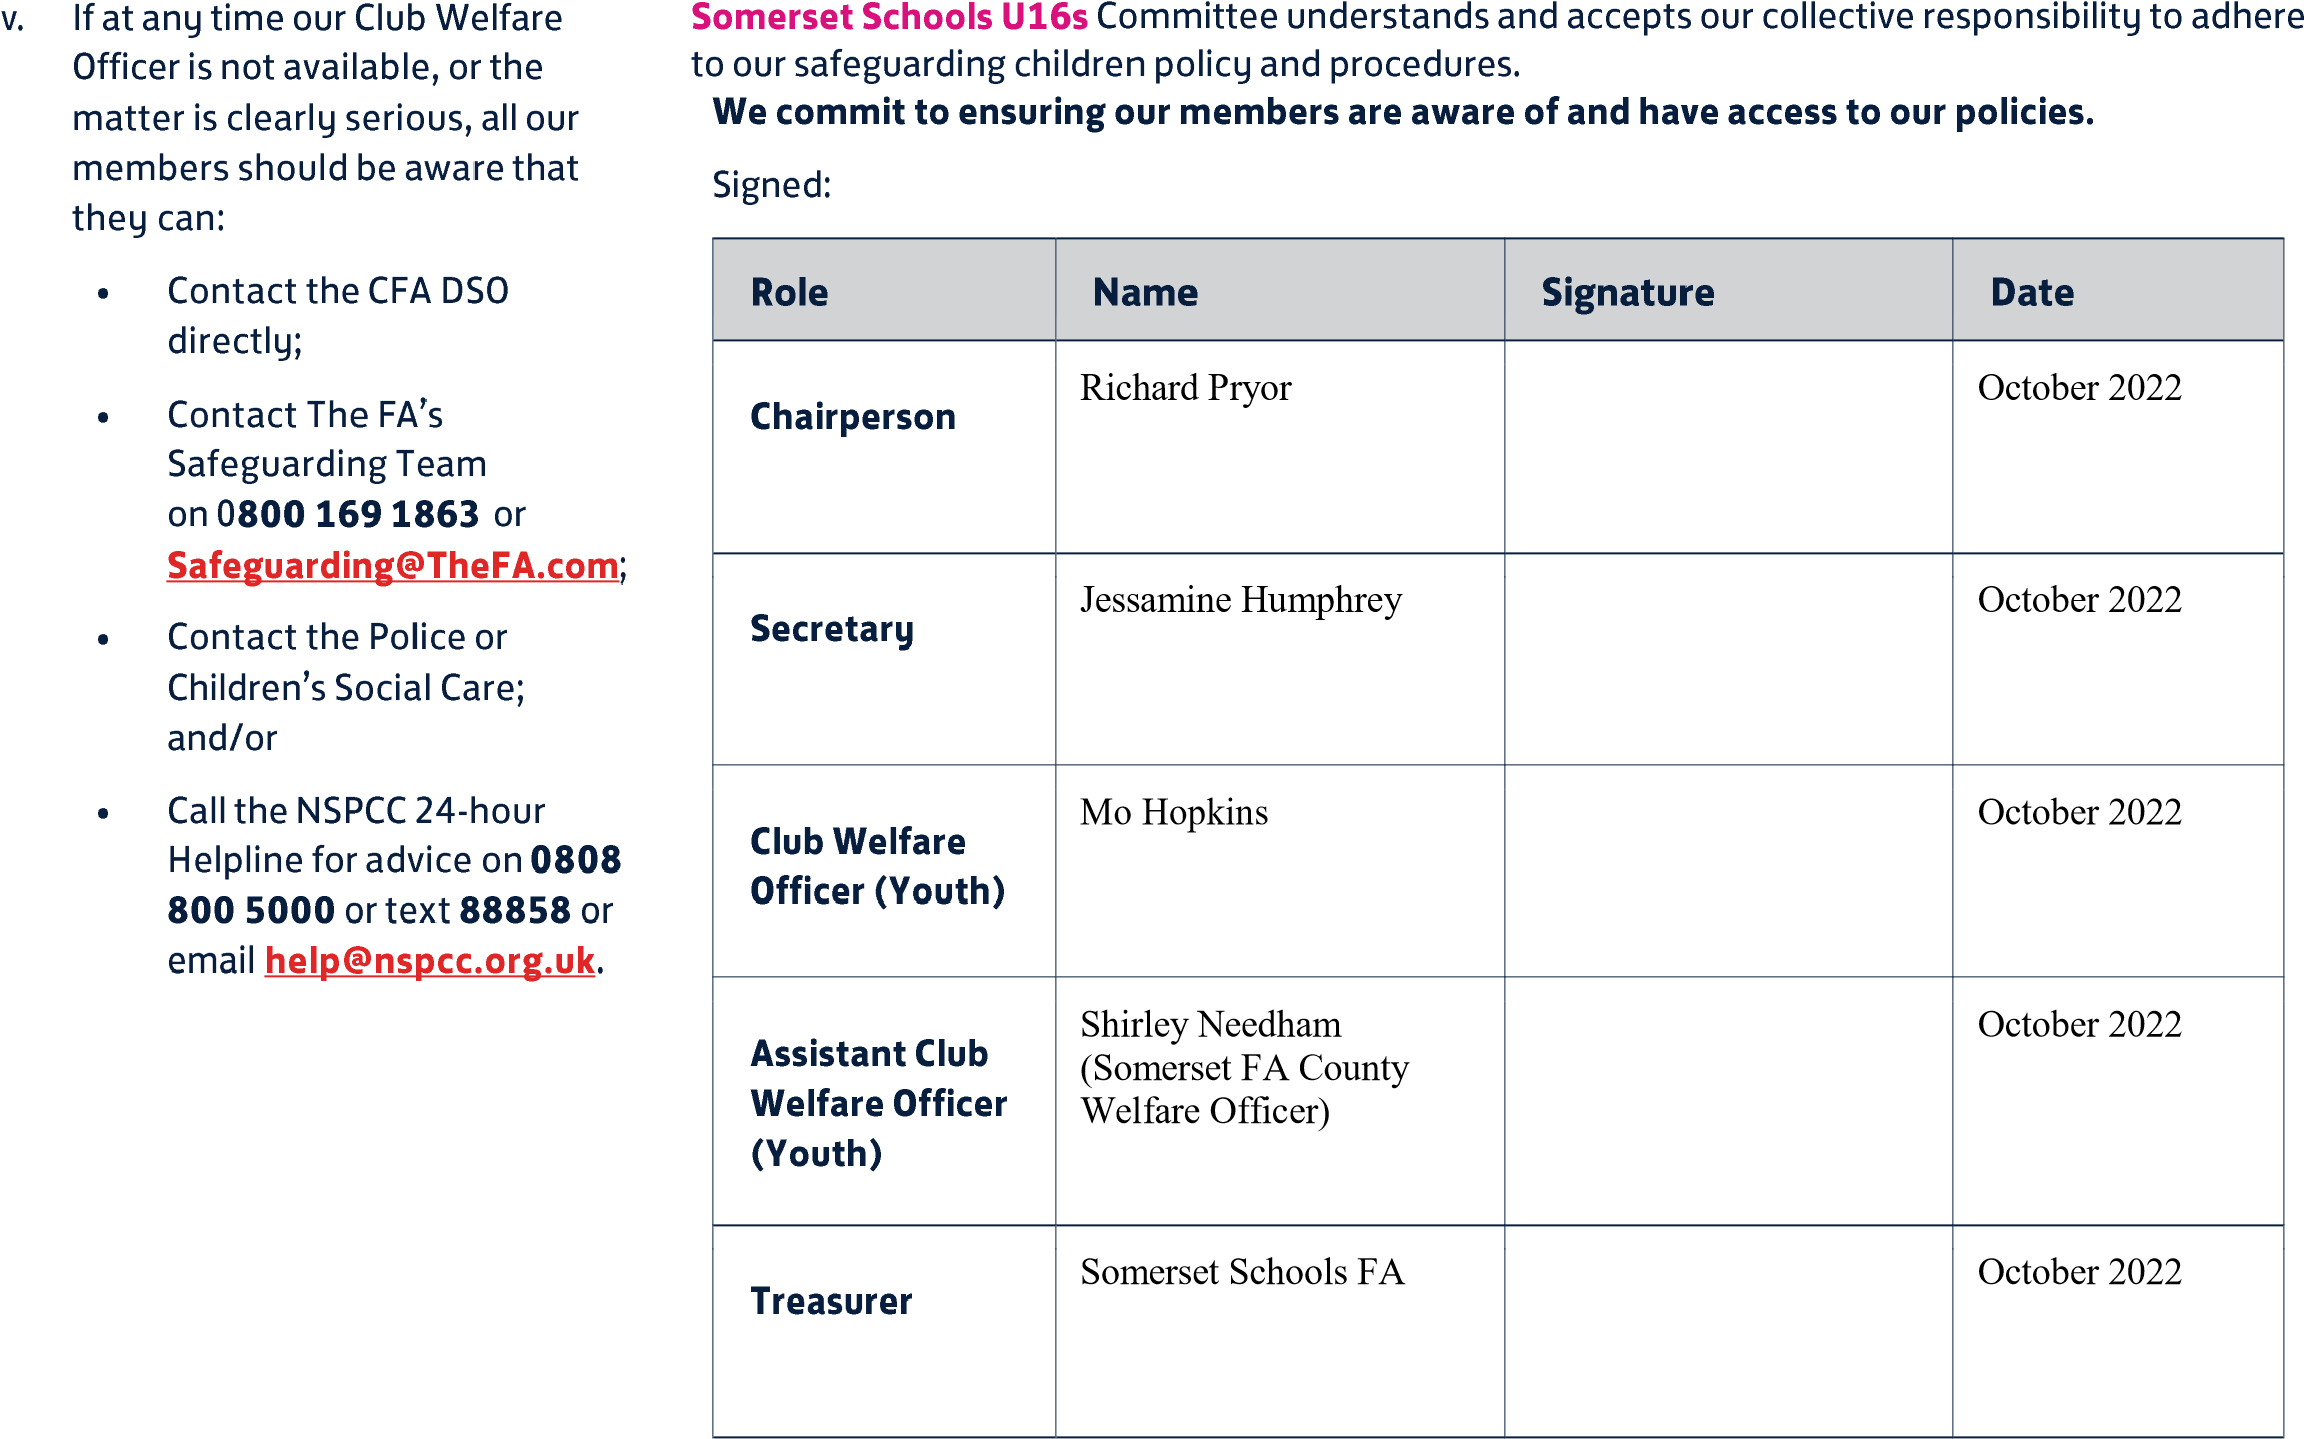 v. If at any time our Club Welfare
Officer is not available, or the
matter is clearly serious, all our
members should be aware that
they can:
• Contact the CFA DSO
directly;
• Contact The FA’s
Safeguarding Team
on 0800 169 1863 or
Safeguarding@TheFA.com;
• Contact the Police or
Children’s Social Care;
and/or
• Call the NSPCC 24-hour
Helpline for advice on 0808
800 5000 or text 88858 or
email help@nspcc.org.uk.
Somerset Schools U16s Committee understands and accepts our collective responsibility to adhere
to our safeguarding children policy and procedures.
We commit to ensuring our members are aware of and have access to our policies.
Signed:
Role Name Signature Date
Chairperson Richard Pryor October 2022
Secretary Jessamine Humphrey October 2022
Club Welfare Mo Hopkins October 2022
Officer (Youth)
Assistant Club Shirley Needham October 2022
Welfare Officer (Somerset FA County
(Youth) Welfare Officer)
Treasurer Somerset Schools FA October 2022